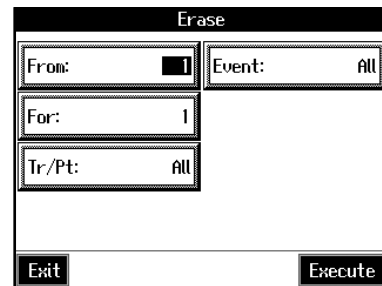 Erase
From: 1 Event: All
For: 1
Tr/Pt: All
Exit Execute